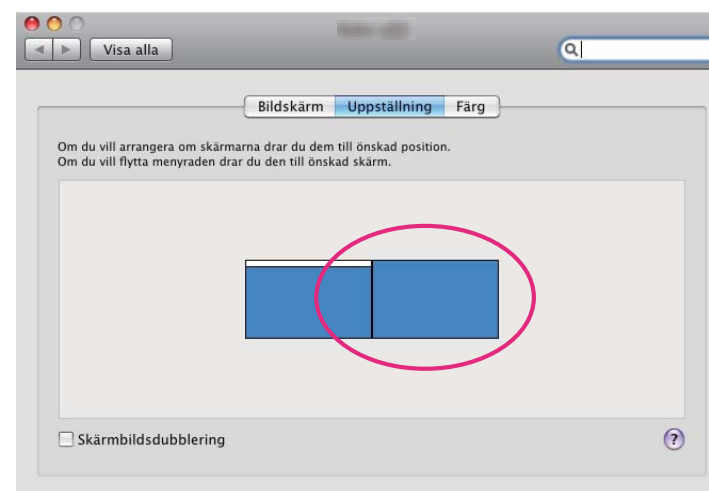 Visa alla
Bildskärm Uppställning Färg
Om du vill arrangera om skärmarna drar du dem till önskad position.
Om du vill flytta menyraden drar du den till önskad skärm.
Skärmbildsdubblering
?